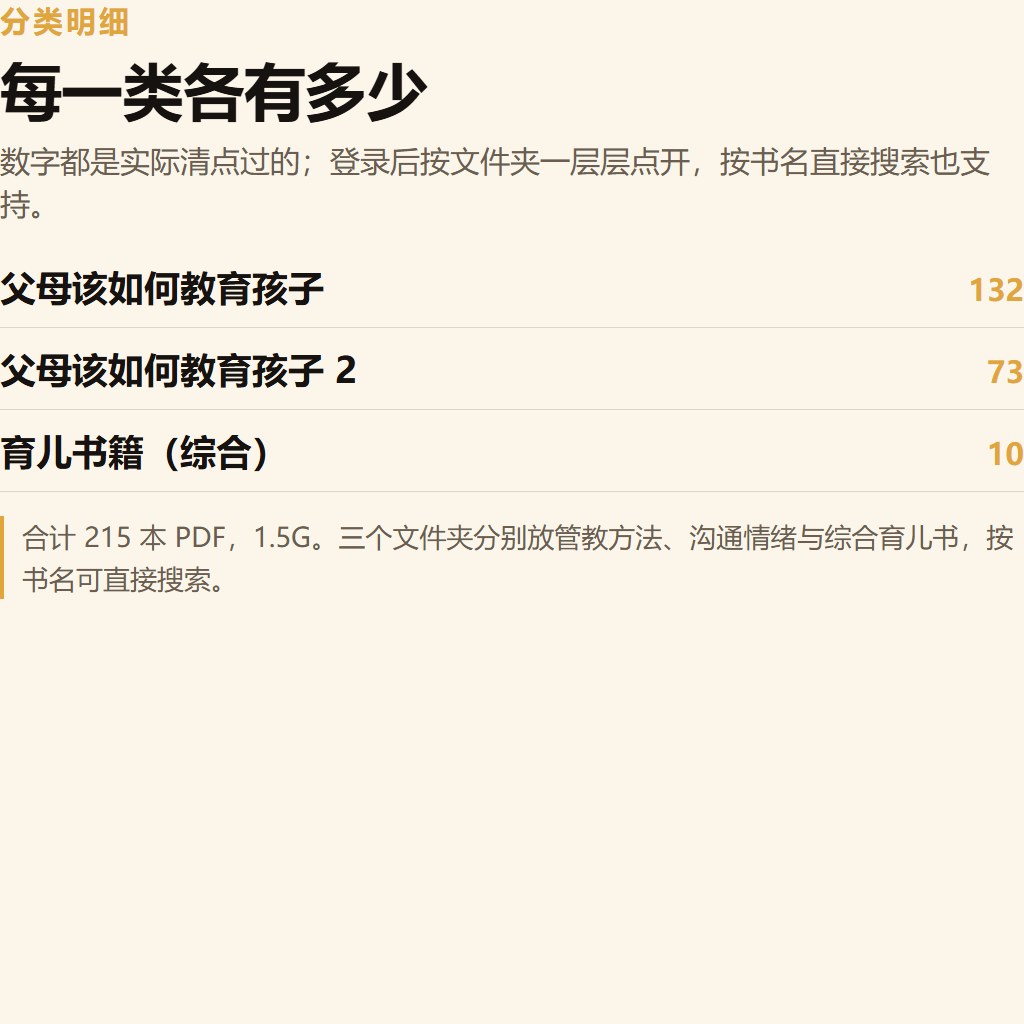 分类明细
每一类各有多少
数字都是实际清点过的；登录后按文件夹一层层点开，按书名直接搜索也支
持。
父母该如何教育孩子 132
父母该如何教育孩子 2 73
育儿书籍（综合） 10
合计 215 本 PDF，1.5G。三个文件夹分别放管教方法、沟通情绪与综合育儿书，按
书名可直接搜索。